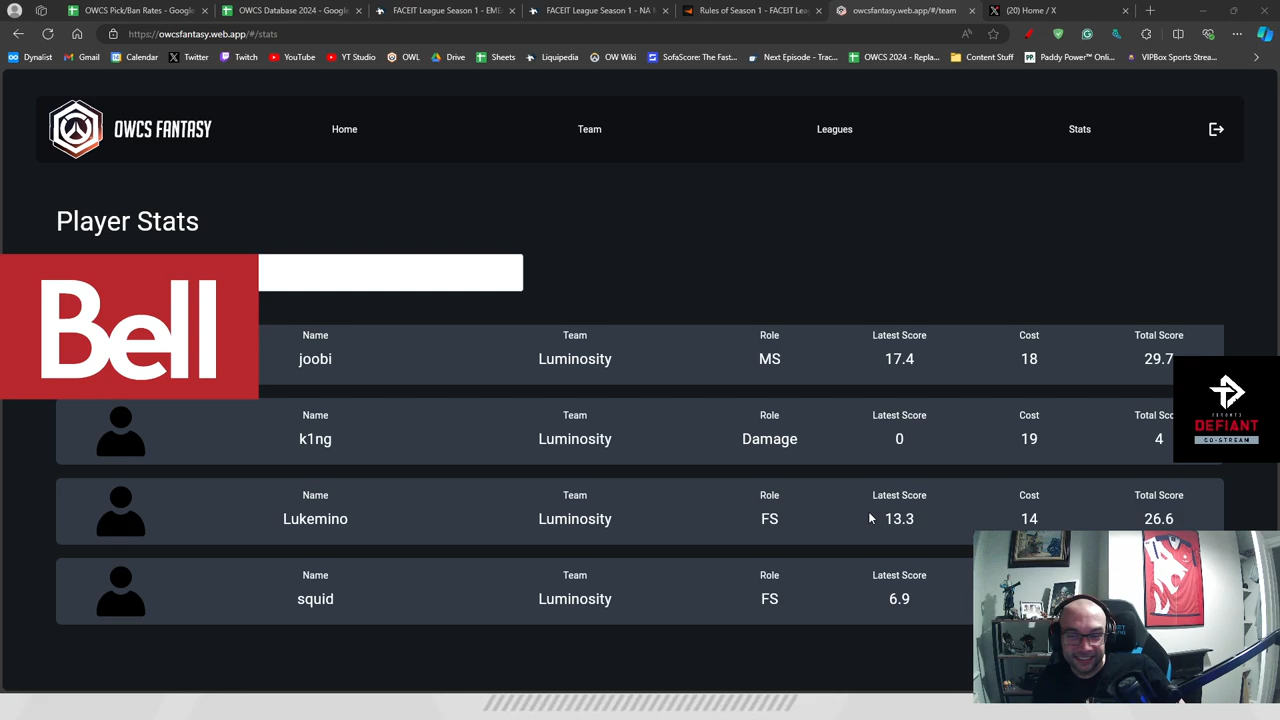 OWCS Pick/Ban Rates - Google
OWCS Database 2024 - Google
FACEIT League Season 1 - EME
FACEIT League Season 1 - NA M
Rules of Season 1 - FACEIT Lea
owcsfantasy.web.app/#/team
(20) Home / X
https://owcsfantasy.web.app/#/stats
Dynalist
Gmail
Calendar
Twitter
Twitch
YouTube
YT Studio
OWL
Drive
Sheets
Liquipedia
OW Wiki
SofaScore: The Fast...
Next Episode - Trac...
OWCS 2024 - Repla...
Content Stuff
Paddy Power™ Onli...
VIPBox Sports Strea...
OWCS FANTASY
Home
Team
Leagues
Stats
Player Stats
Bell
Name Team Role Latest Score Cost Total Score
joobi Luminosity MS 17.4 18 29.7
TORONTO
DEFIANT
CO-STREAM
Name Team Role Latest Score Cost Total Sco
k1ng Luminosity Damage 0 19 4
Name Team Role Latest Score Cost Total Score
Lukemino Luminosity FS 13.3 14 26.6
Name Team Role Latest Score
squid Luminosity FS 6.9